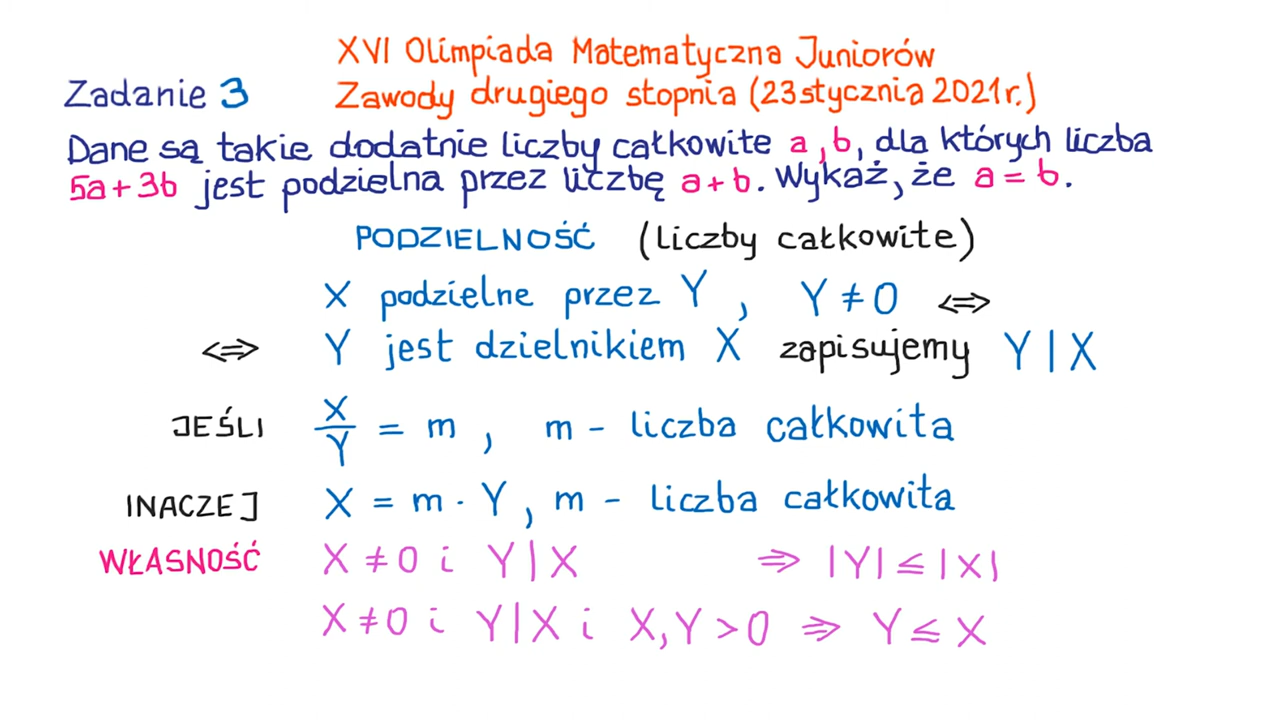 XVI Olimpiada Matematyczna Juniorów
Zadanie 3 Zawody drugiego stopnia (23 stycznia 2021r.)
Dane są takie dodatnie liczby całkowite a, b, dla których liczba
5a+3b jest podzielna przez liczbę a+b. Wykaż, że a = b.
PODZIELNOŚĆ (liczby całkowite)
X podzielne przez Y, Y ≠ 0 ⇔
⇔ Y jest dzielnikiem X zapisujemy Y | X
JEŚLI X/Y = m, m - liczba całkowita
INACZEJ X = m · Y, m - liczba całkowita
WŁASNOŚĆ X ≠ 0 i Y | X ⇒ |Y| ≤ |X|
X ≠ 0 i Y | X i X, Y > 0 ⇒ Y ≤ X